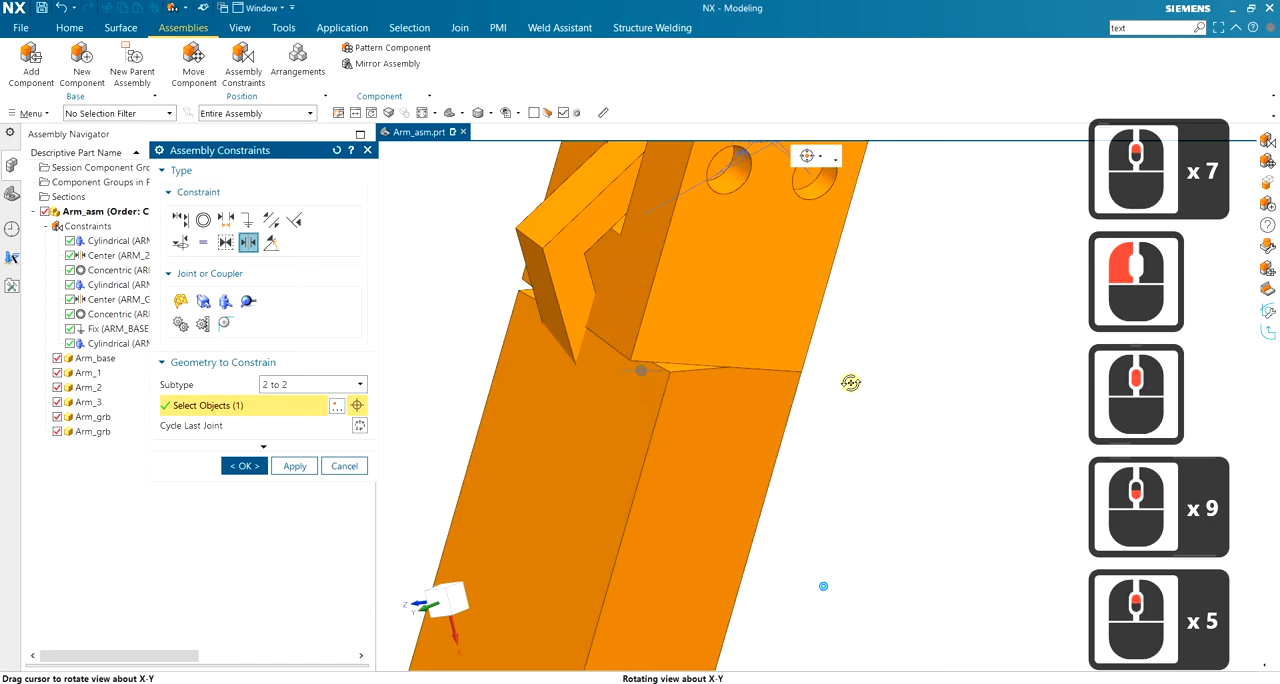 NX
Window
NX - Modeling
SIEMENS
File Home Surface Assemblies View Tools Application Curve Selection Join PMI Weld Assistant Structure Welding
text
Add Component
New Component
New Parent Assembly
Move Component
Assembly Constraints
Arrangements
Pattern Component
Mirror Assembly
Base
Position
Component
Menu
No Selection Filter
Entire Assembly
Assembly Navigator
Arm_asm.prt
Descriptive Part Name
Session Component Gr
Component Groups in F
Sections
Arm_asm (Order: C
Constraints
Cylindrical (ARN
Center (ARM_2
Concentric (ARI
Cylindrical (ARN
Center (ARM_G
Concentric (ARI
Fix (ARM_BASE
Cylindrical (ARN
Arm_base
Arm_1
Arm_2
Arm_3
Arm_grb
Arm_grb
Assembly Constraints
Type
Constraint
Joint or Coupler
Geometry to Constrain
Subtype
2 to 2
Select Objects (1)
Cycle Last Joint
< OK >
Apply
Cancel
Z
Y
X
x 7
x 9
x 5
Drag cursor to rotate view about X-Y
Rotating view about X-Y